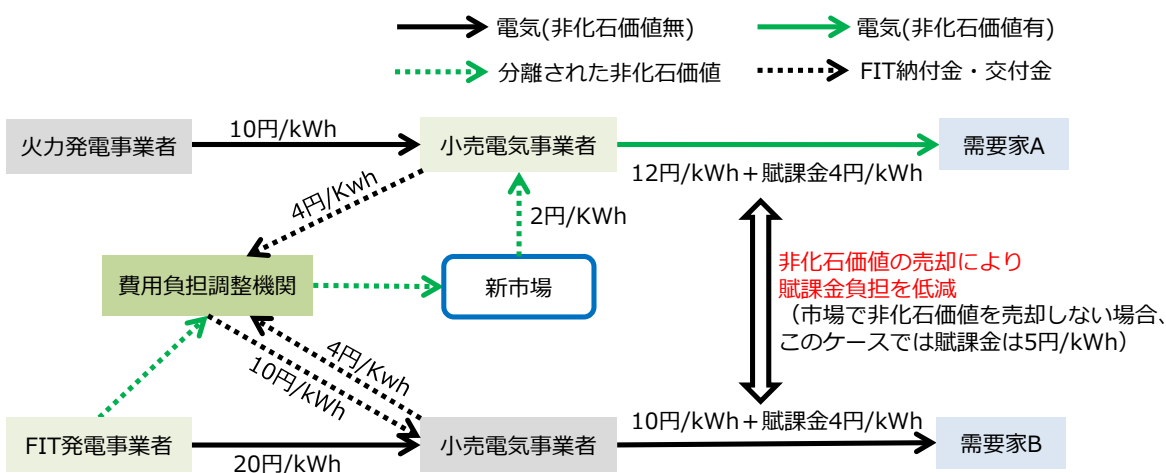 電気(非化石価値無)
電気(非化石価値有)
分離された非化石価値
FIT納付金・交付金
火力発電事業者
10円/kWh
小売電気事業者
12円/kWh＋賦課金4円/kWh
需要家A
4円/Kwh
2円/KWh
費用負担調整機関
新市場
非化石価値の売却により
賦課金負担を低減
（市場で非化石価値を売却しない場合、
このケースでは賦課金は5円/kWh）
4円/Kwh
10円/kWh
FIT発電事業者
20円/kWh
小売電気事業者
10円/kWh＋賦課金4円/kWh
需要家B